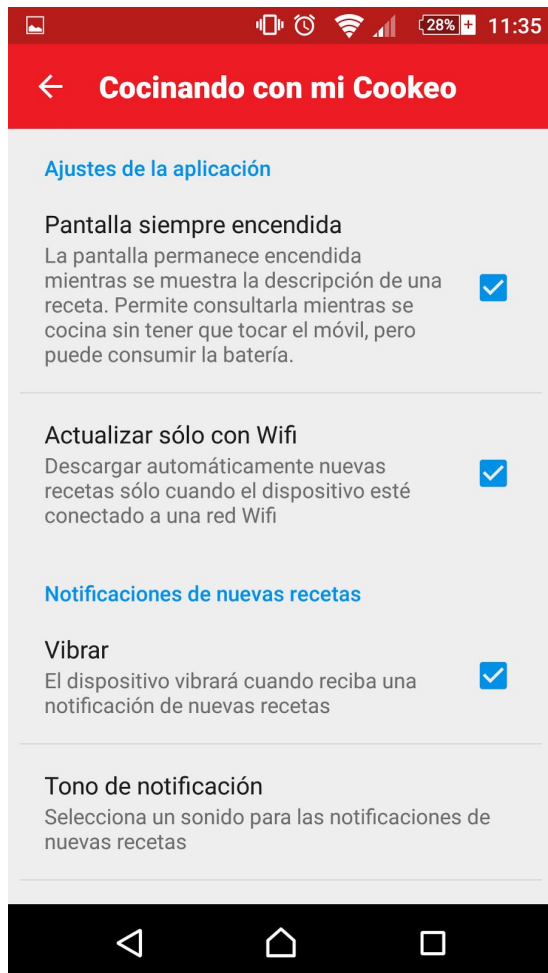 28% 11:35
Cocinando con mi Cookeo
Ajustes de la aplicación
Pantalla siempre encendida
La pantalla permanece encendida
mientras se muestra la descripción de una
receta. Permite consultarla mientras se
cocina sin tener que tocar el móvil, pero
puede consumir la batería.
Actualizar sólo con Wifi
Descargar automáticamente nuevas
recetas sólo cuando el dispositivo esté
conectado a una red Wifi
Notificaciones de nuevas recetas
Vibrar
El dispositivo vibrará cuando reciba una
notificación de nuevas recetas
Tono de notificación
Selecciona un sonido para las notificaciones de
nuevas recetas